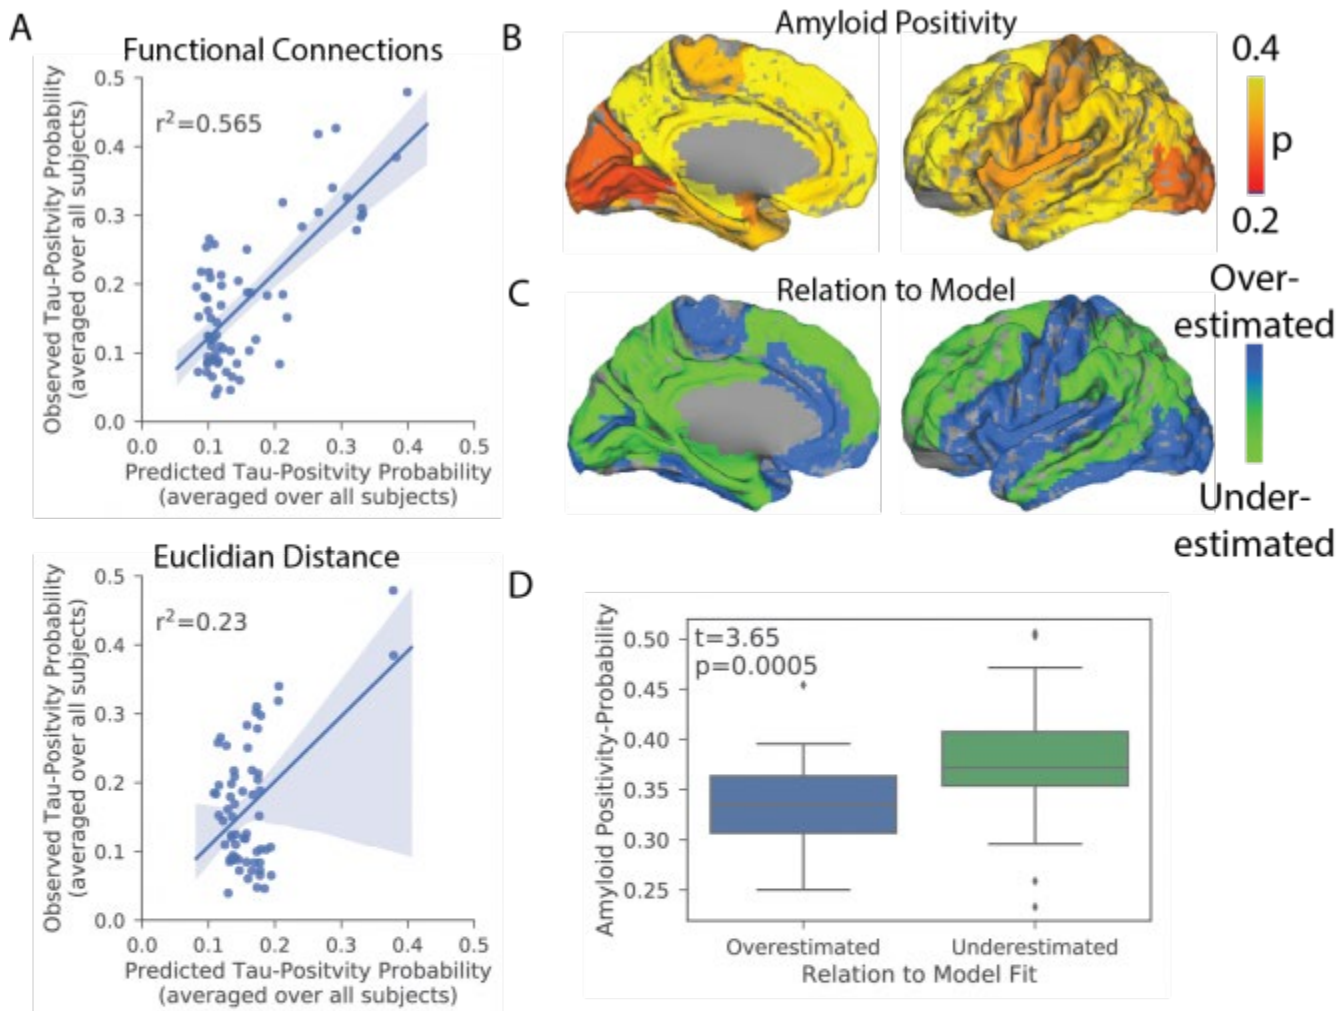 A
Functional Connections
Observed Tau-Positvity Probability
(averaged over all subjects)
r²=0.565
0.5
0.4
0.3
0.2
0.1
0.0
0.0 0.1 0.2 0.3 0.4 0.5
Predicted Tau-Positvity Probability
(averaged over all subjects)
Euclidian Distance
Observed Tau-Positvity Probability
(averaged over all subjects)
r²=0.23
0.5
0.4
0.3
0.2
0.1
0.0
0.0 0.1 0.2 0.3 0.4 0.5
Predicted Tau-Positvity Probability
(averaged over all subjects)
B
Amyloid Positivity
0.4
p
0.2
C
Relation to Model
Over-
estimated
Under-
estimated
D
Amyloid Positivity-Probability
t=3.65
p=0.0005
0.50
0.45
0.40
0.35
0.30
0.25
Overestimated Underestimated
Relation to Model Fit